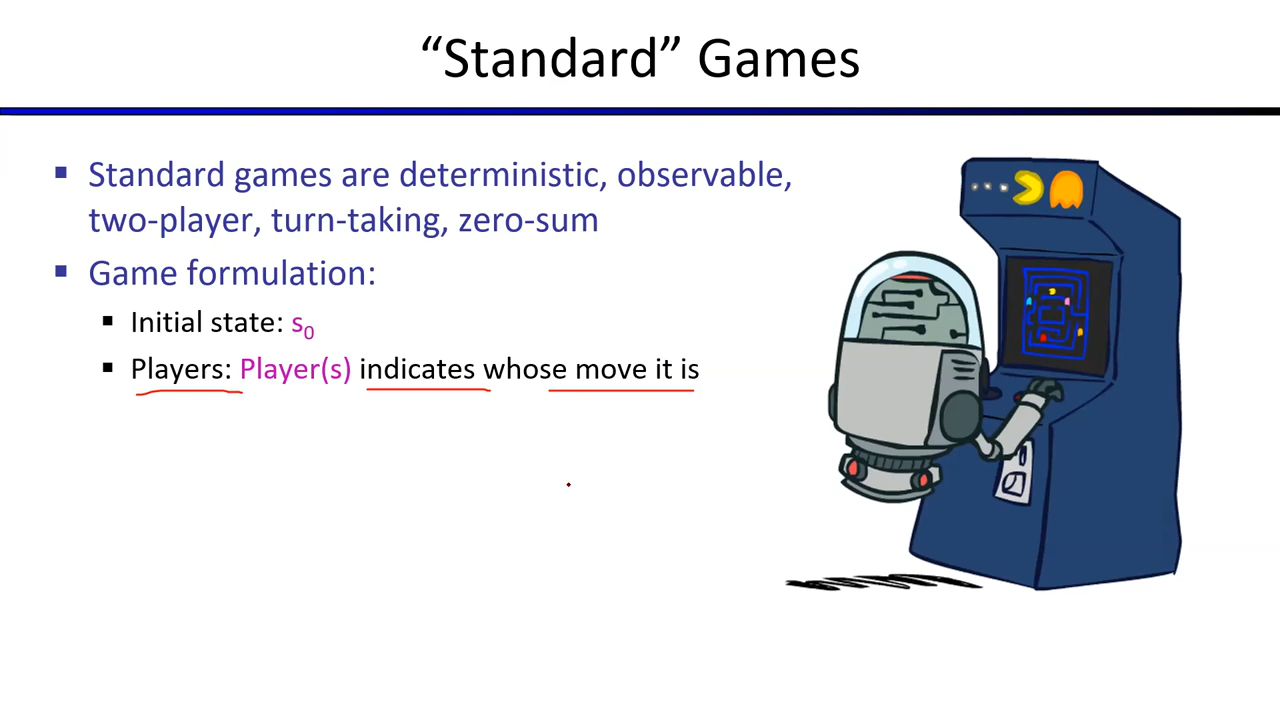 “Standard” Games
▪ Standard games are deterministic, observable,
two-player, turn-taking, zero-sum
▪ Game formulation:
▪ Initial state: s₀
▪ Players: Player(s) indicates whose move it is